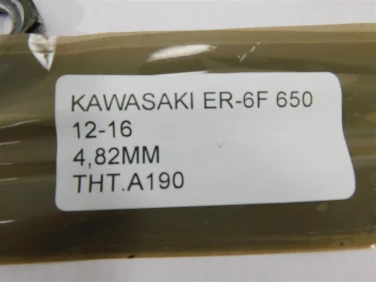 KAWASAKI ER-6F 650
12-16
4,82MM
THT.A190